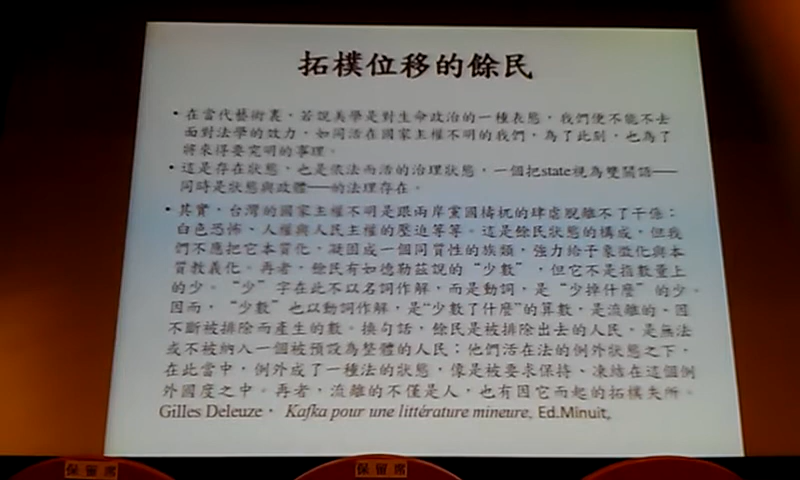 拓樸位移的餘民
• 在當代藝術裏，若說美學是對生命政治的一種表態，我們便不能不去
面對法學的效力，如同活在國家主權不明的我們，為了此刻，也為了
將來得要究明的事理。
• 這是存在狀態，也是依法而活的治理狀態，一個把state視為雙關語──
同時是狀態與政體──的法理存在。
• 其實，台灣的國家主權不明是跟兩岸黨國檮杌的肆虐脫離不了干係；
白色恐怖、人權與人民主權的壓迫等等。這是餘民狀態的構成，但我
們不應把它本質化，凝固成一個同質性的族類，強力給予象徵化與本
質教義化。再者，餘民有如德勒茲說的“少數”，但它不是指數量上
的少。“少”字在此不以名詞作解，而是動詞，是“少掉什麼”的少。
因而，“少數”也以動詞作解，是“少數了什麼”的算數，是流離的、因
不斷被排除而產生的數。換句話，餘民是被排除出去的人民，是無法
或不被納入一個被預設為整體的人民；他們活在法的例外狀態之下，
在此當中，例外成了一種法的狀態，像是被要求保持、凍結在這個例
外國度之中。再者，流離的不僅是人，也有因它而起的拓樸失所。
Gilles Deleuze， Kafka pour une littérature mineure, Ed.Minuit,
保留席
保留席